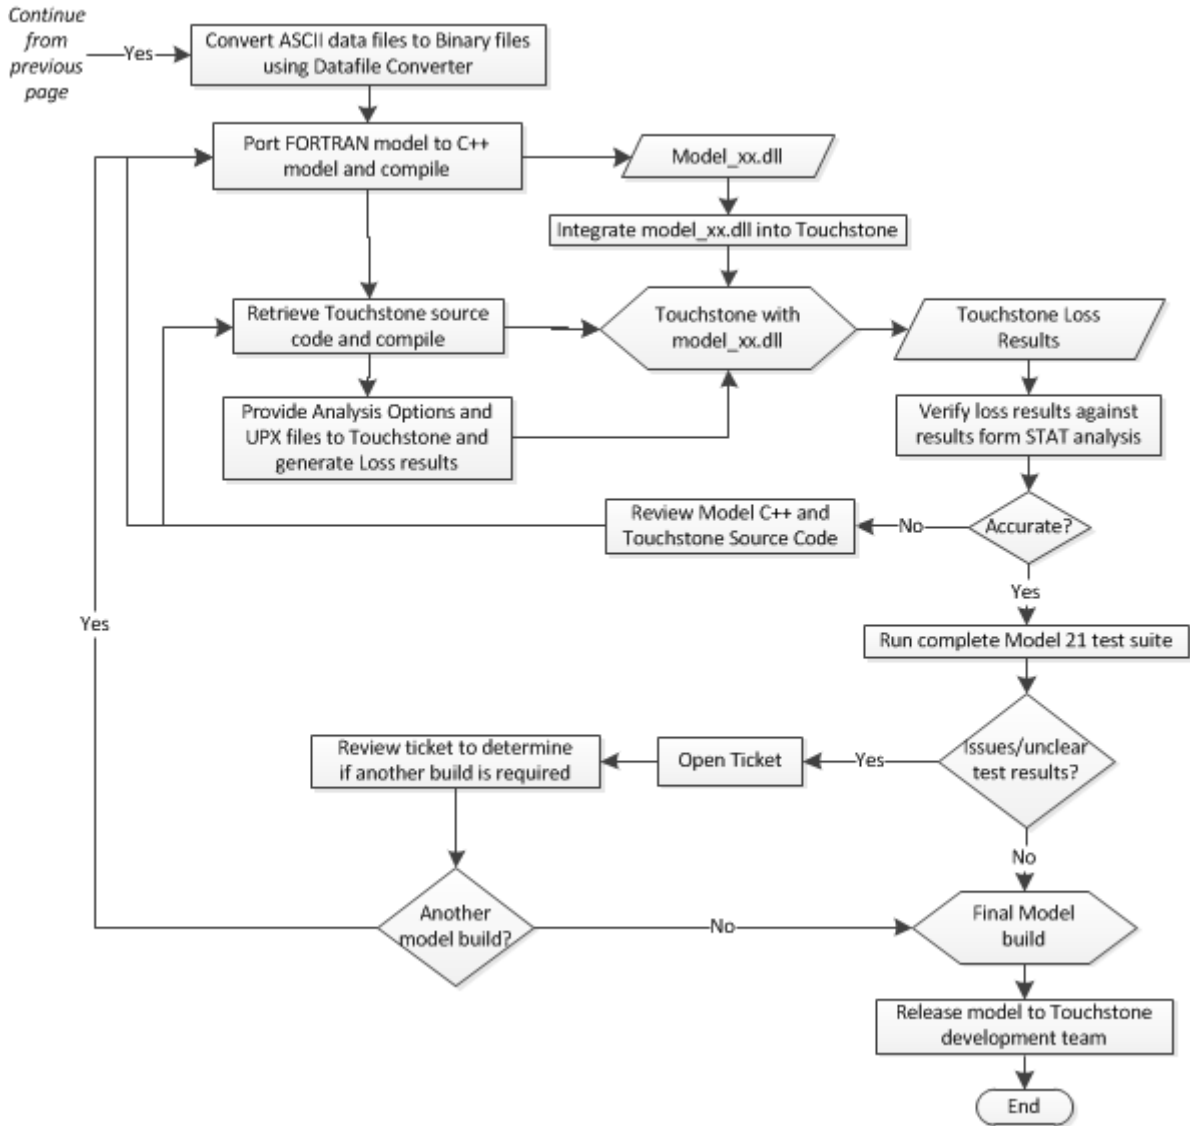 Continue
from
previous
page
Yes
Convert ASCII data files to Binary files
using Datafile Converter
Port FORTRAN model to C++
model and compile
Model_xx.dll
Integrate model_xx.dll into Touchstone
Retrieve Touchstone source
code and compile
Touchstone with
model_xx.dll
Touchstone Loss
Results
Provide Analysis Options and
UPX files to Touchstone and
generate Loss results
Verify loss results against
results form STAT analysis
Review Model C++ and
Touchstone Source Code
No
Accurate?
Yes
Yes
Run complete Model 21 test suite
Review ticket to determine
if another build is required
Open Ticket
Yes
Issues/unclear
test results?
No
Another
model build?
No
Final Model
build
Release model to Touchstone
development team
End